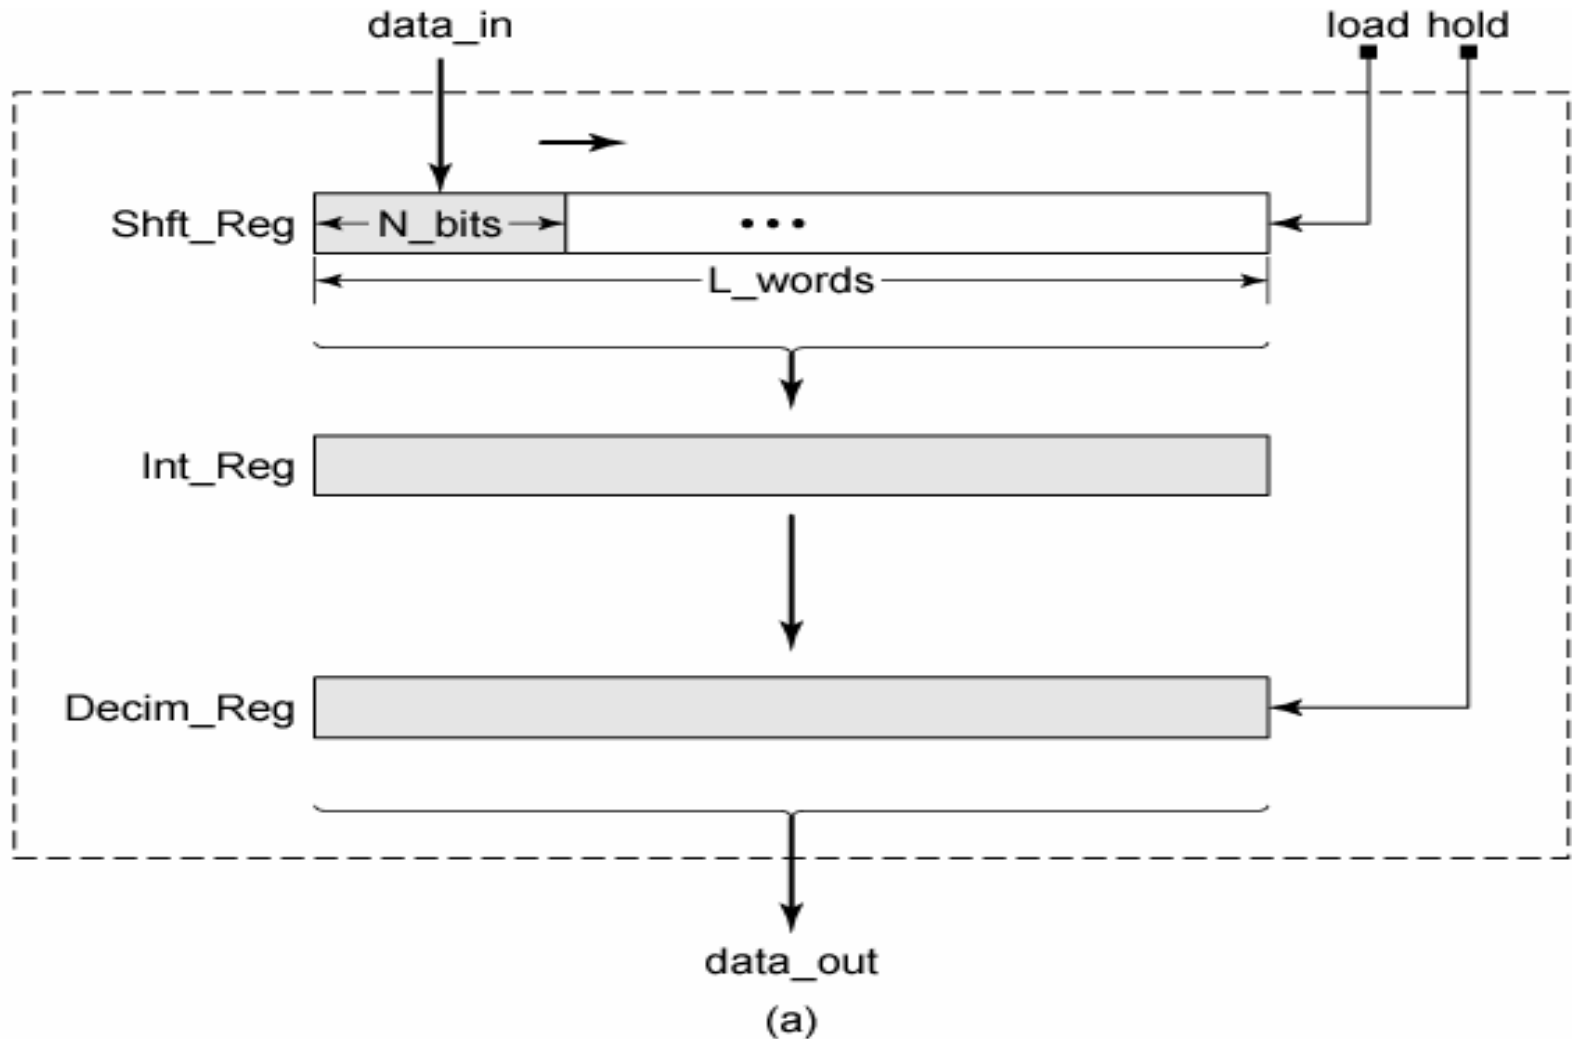 data_in
load hold
Shft_Reg
N_bits
...
L_words
Int_Reg
Decim_Reg
data_out
(a)